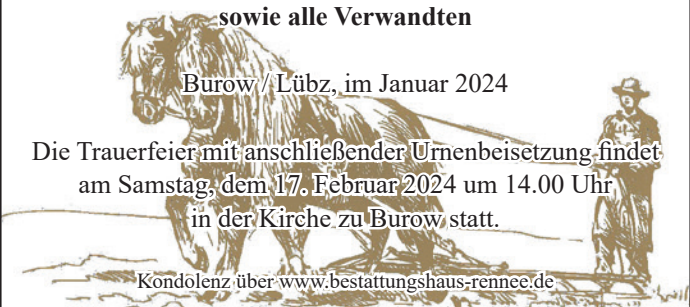 sowie alle Verwandten
Burow / Lübz, im Januar 2024
Die Trauerfeier mit anschließender Urnenbeisetzung findet
am Samstag, dem 17. Februar 2024 um 14.00 Uhr
in der Kirche zu Burow statt.
Kondolenz über www.bestattungshaus-rennee.de